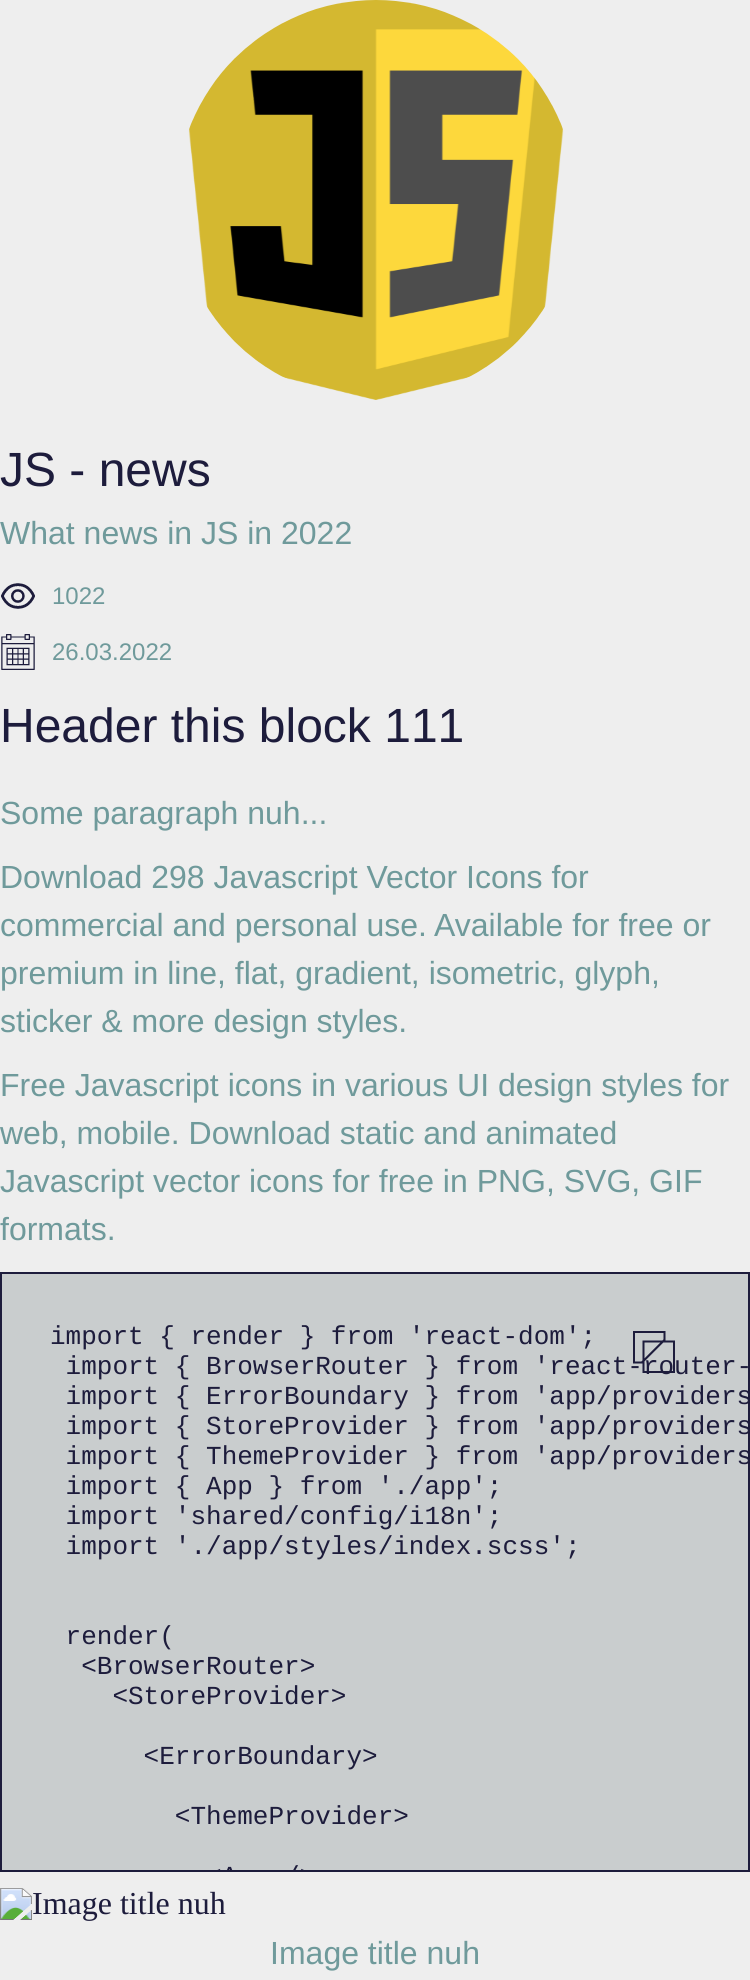 JS
JS - news
What news in JS in 2022
1022
26.03.2022
Header this block 111
Some paragraph nuh...
Download 298 Javascript Vector Icons for
commercial and personal use. Available for free or
premium in line, flat, gradient, isometric, glyph,
sticker & more design styles.
Free Javascript icons in various UI design styles for
web, mobile. Download static and animated
Javascript vector icons for free in PNG, SVG, GIF
formats.
import { render } from 'react-dom';
import { BrowserRouter } from 'react-router-
import { ErrorBoundary } from 'app/providers
import { StoreProvider } from 'app/providers
import { ThemeProvider } from 'app/providers
import { App } from './app';
import 'shared/config/i18n';
import './app/styles/index.scss';
render(
<BrowserRouter>
<StoreProvider>
<ErrorBoundary>
<ThemeProvider>
Image title nuh
Image title nuh